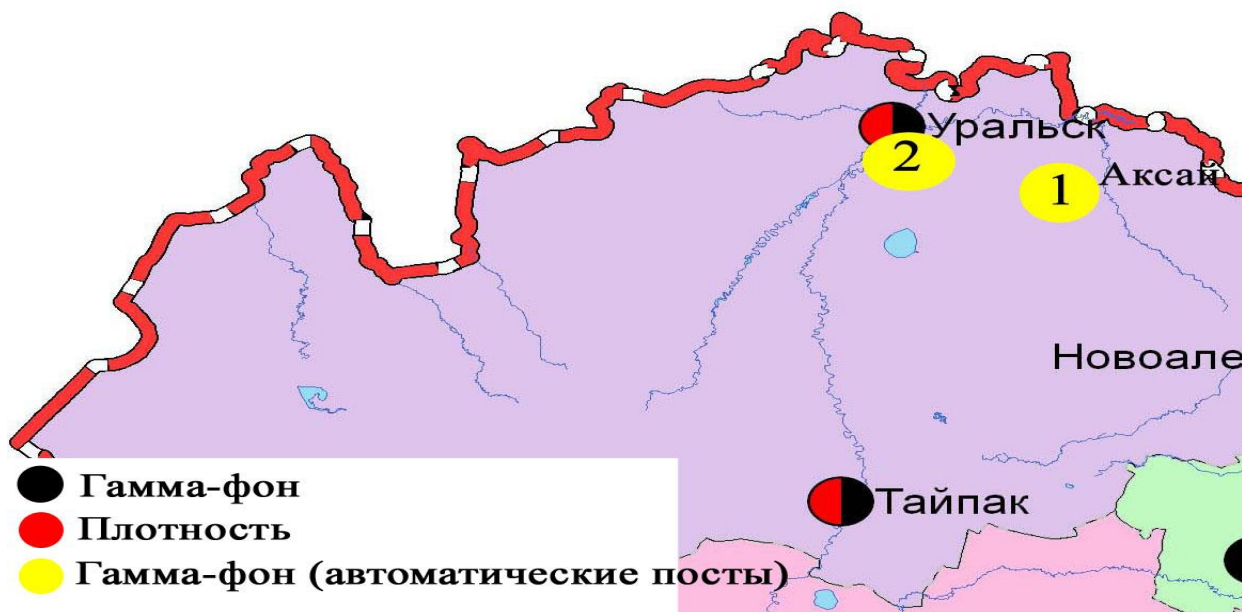 Уральск
2
1
Аксай
Новоале
Тайпак
Гамма-фон
Плотность
Гамма-фон (автоматические посты)